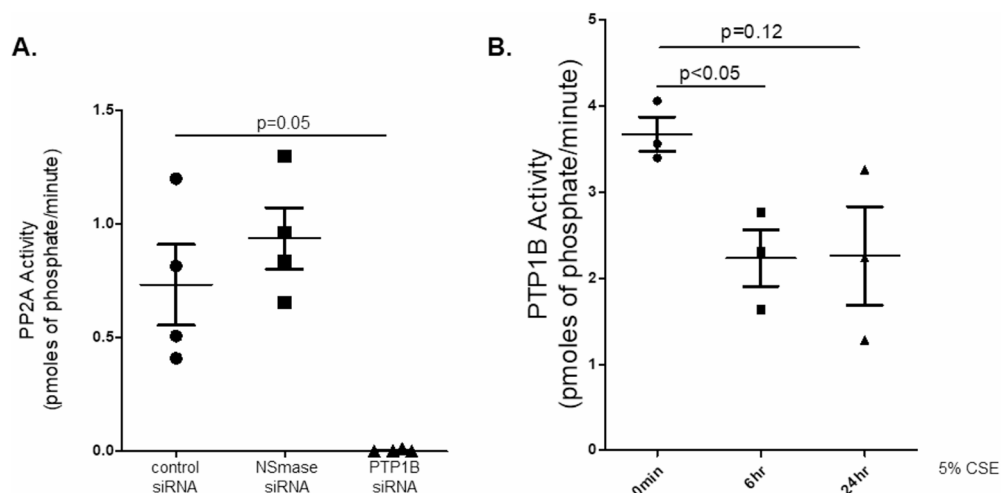 A.
PP2A Activity
(pmoles of phosphate/minute)
1.5
1.0
0.5
0.0
p=0.05
control
siRNA
NSmase
siRNA
PTP1B
siRNA
B.
PTP1B Activity
(pmoles of phosphate/minute)
5
4
3
2
1
0
p=0.12
p<0.05
0min
6hr
24hr
5% CSE